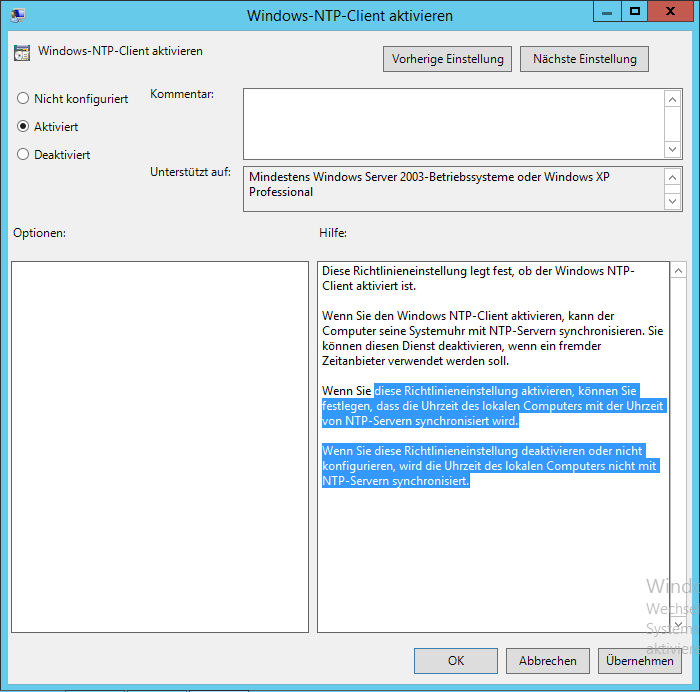 Windows-NTP-Client aktivieren
Windows-NTP-Client aktivieren
Vorherige Einstellung
Nächste Einstellung
Nicht konfiguriert
Aktiviert
Deaktiviert
Kommentar:
Unterstützt auf:
Mindestens Windows Server 2003-Betriebssysteme oder Windows XP
Professional
Optionen:
Hilfe:
Diese Richtlinieneinstellung legt fest, ob der Windows NTP-
Client aktiviert ist.
Wenn Sie den Windows NTP-Client aktivieren, kann der
Computer seine Systemuhr mit NTP-Servern synchronisieren. Sie
können diesen Dienst deaktivieren, wenn ein fremder
Zeitanbieter verwendet werden soll.
Wenn Sie diese Richtlinieneinstellung aktivieren, können Sie
festlegen, dass die Uhrzeit des lokalen Computers mit der Uhrzeit
von NTP-Servern synchronisiert wird.
Wenn Sie diese Richtlinieneinstellung deaktivieren oder nicht
konfigurieren, wird die Uhrzeit des lokalen Computers nicht mit
NTP-Servern synchronisiert.
OK
Abbrechen
Übernehmen